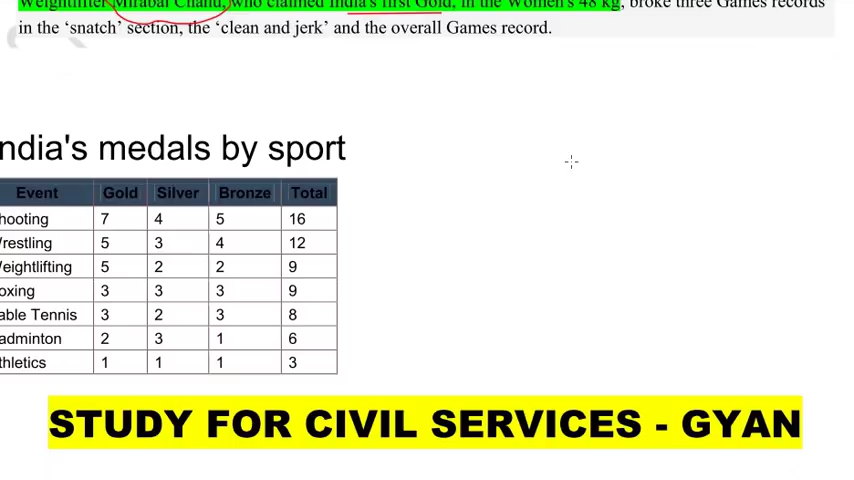 Weightlifter Mirabai Chanu, who claimed India's first Gold, in the Women's 48 kg, broke three Games records
in the 'snatch' section, the 'clean and jerk' and the overall Games record.
ndia's medals by sport
Event Gold Silver Bronze Total
hooting 7 4 5 16
Wrestling 5 3 4 12
Weightlifting 5 2 2 9
oxing 3 3 3 9
able Tennis 3 2 3 8
adminton 2 3 1 6
thletics 1 1 1 3
STUDY FOR CIVIL SERVICES - GYAN